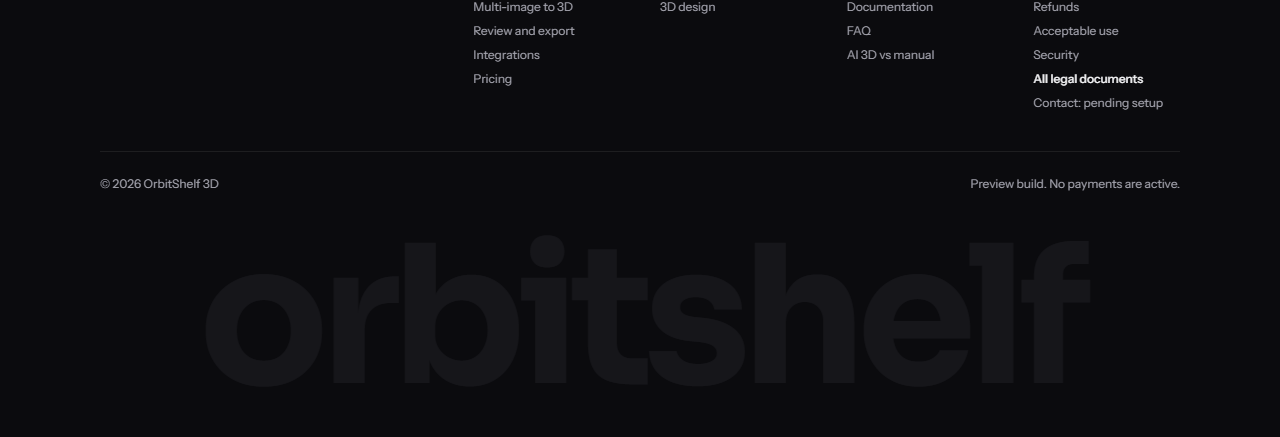 Multi-image to 3D
Review and export
Integrations
Pricing
3D design
Documentation
FAQ
AI 3D vs manual
Refunds
Acceptable use
Security
All legal documents
Contact: pending setup
© 2026 OrbitShelf 3D
Preview build. No payments are active.
orbitshelf